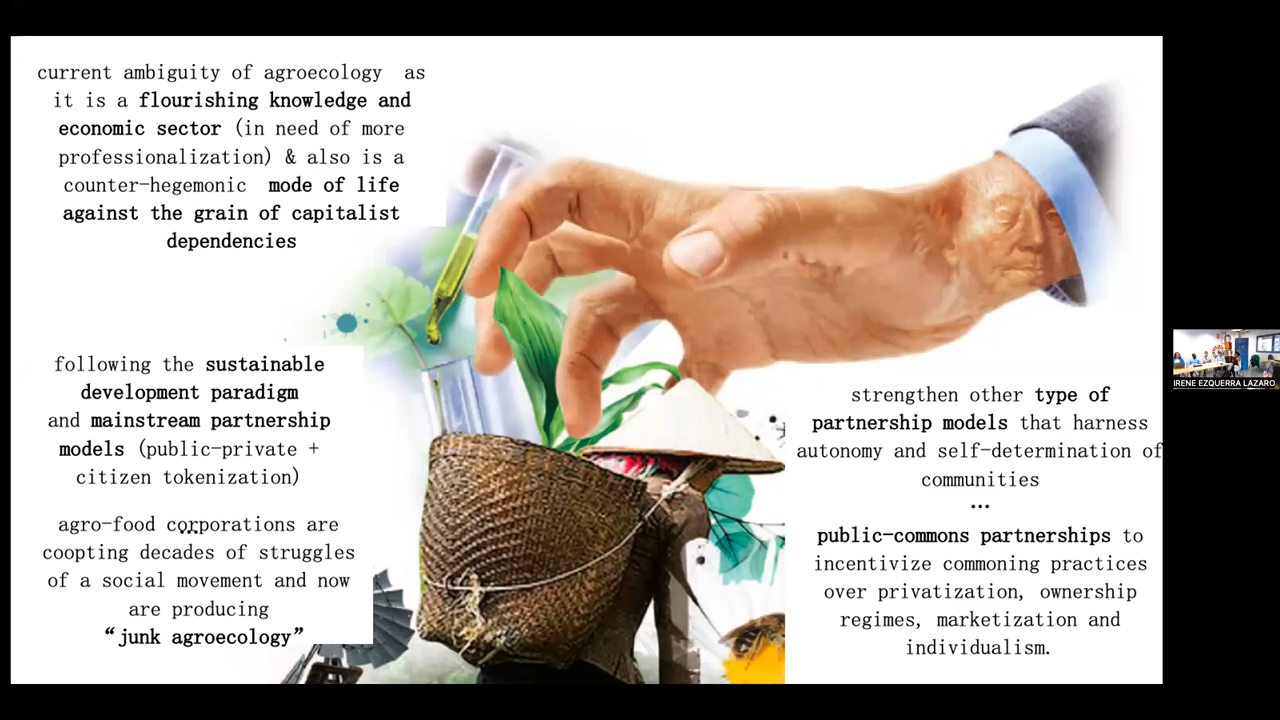 current ambiguity of agroecology as
it is a flourishing knowledge and
economic sector (in need of more
professionalization) & also is a
counter-hegemonic mode of life
against the grain of capitalist
dependencies
following the sustainable
development paradigm
and mainstream partnership
models (public-private +
citizen tokenization)
...
agro-food corporations are
coopting decades of struggles
of a social movement and now
are producing
“junk agroecology”
strengthen other type of
partnership models that harness
autonomy and self-determination of
communities
...
public-commons partnerships to
incentivize commoning practices
over privatization, ownership
regimes, marketization and
individualism.
IRENE EZQUERRA LAZARO